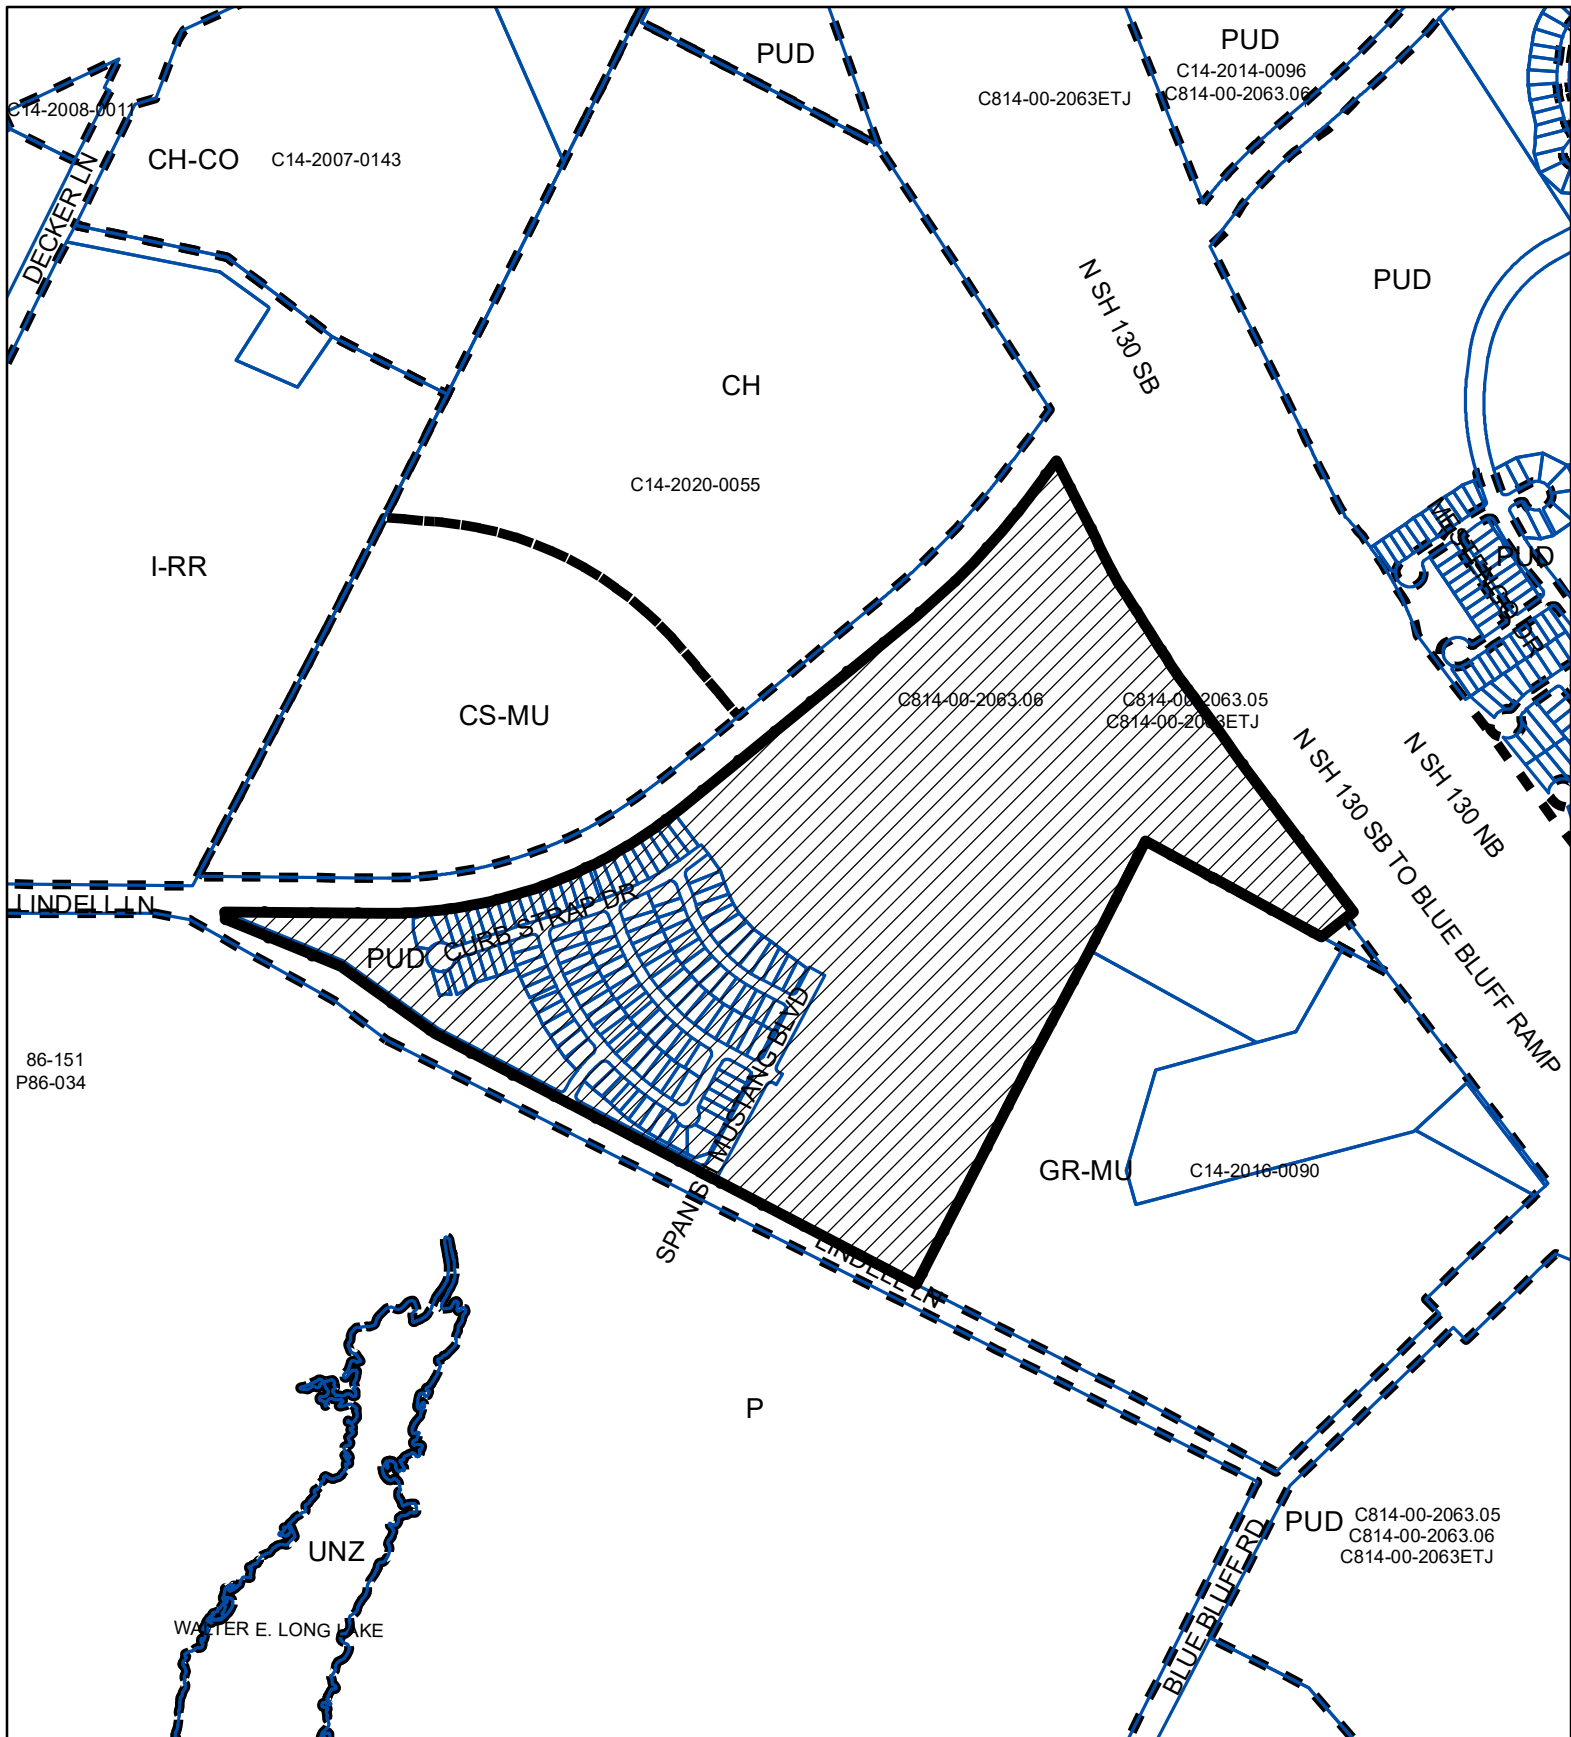 PUD
PUD
C14-2014-0096
C814-00-2063.06
C814-00-2063ETJ
C14-2008-0011
CH-CO
C14-2007-0143
DECKER LN
N SH 130 SB
PUD
CH
C14-2020-0055
I-RR
PUD
CS-MU
C814-00-2063.06
C814-00-2063.05
C814-00-2063ETJ
N SH 130 SB TO BLUE BLUFF RAMP
N SH 130 NB
LINDELL LN
CURB STRAP DR
PUD
86-151
P86-034
SPANISH MUSTANG BLVD
GR-MU
C14-2016-0090
LINDELL LN
P
PUD
C814-00-2063.05
C814-00-2063.06
C814-00-2063ETJ
UNZ
WALTER E. LONG LAKE
BLUE BLUFF RD